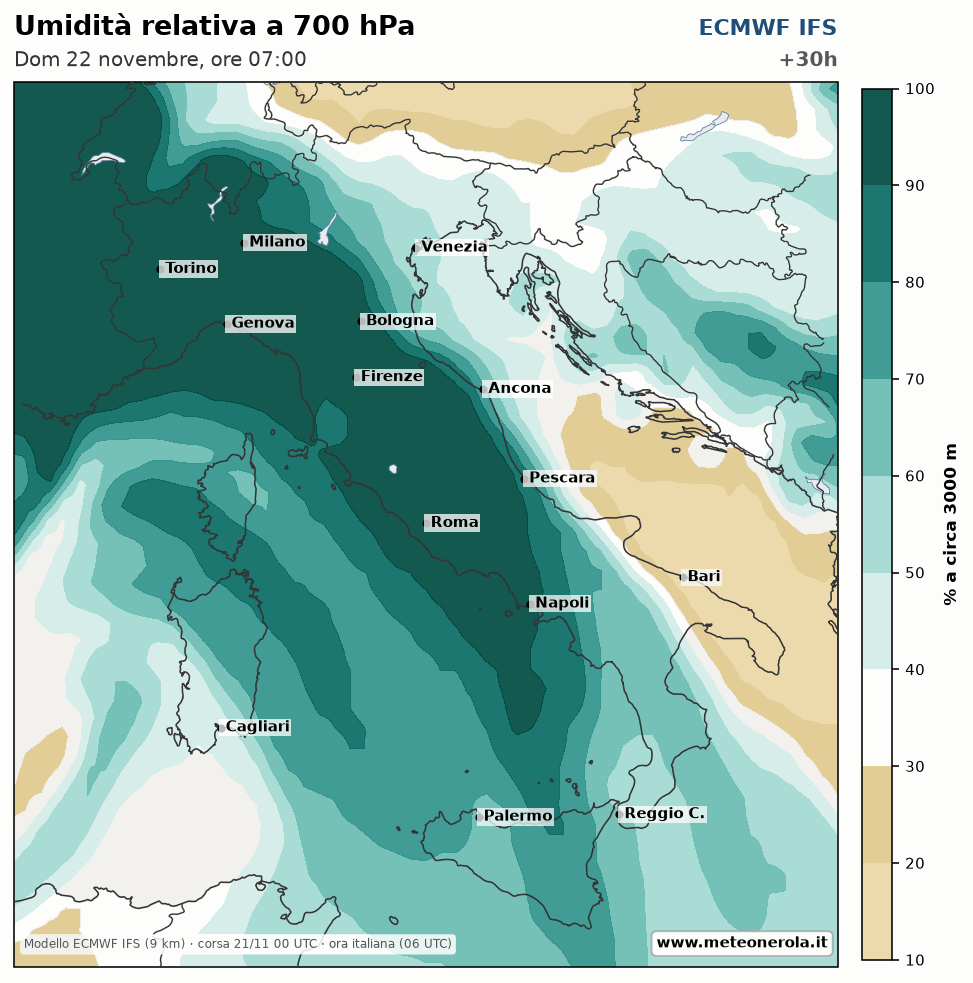 Umidità relativa a 700 hPa
ECMWF IFS
Dom 22 novembre, ore 07:00
+30h
Milano
Venezia
Torino
Genova
Bologna
Firenze
Ancona
Pescara
Roma
Bari
Napoli
Cagliari
Palermo
Reggio C.
100
90
80
70
60
50
40
30
20
10
% a circa 3000 m
Modello ECMWF IFS (9 km) · corsa 21/11 00 UTC · ora italiana (06 UTC)
www.meteonerola.it